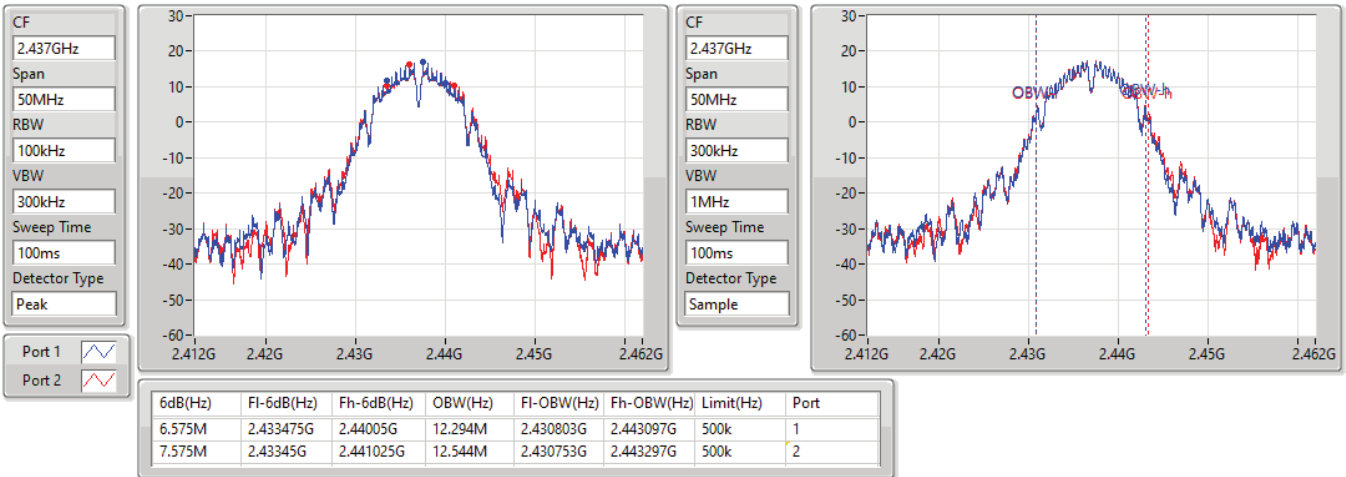 CF
2.437GHz
Span
50MHz
RBW
100kHz
VBW
300kHz
Sweep Time
100ms
Detector Type
Peak
Port 1
Port 2
30
20
10
0
-10
-20
-30
-40
-50
-60
2.412G 2.42G 2.43G 2.44G 2.45G 2.462G
CF
2.437GHz
Span
50MHz
RBW
300kHz
VBW
1MHz
Sweep Time
100ms
Detector Type
Sample
30
20
10
0
-10
-20
-30
-40
-50
-60
OBW-h
2.412G 2.42G 2.43G 2.44G 2.45G 2.462G
6dB(Hz) Fl-6dB(Hz) Fh-6dB(Hz) OBW(Hz) Fl-OBW(Hz) Fh-OBW(Hz) Limit(Hz) Port
6.575M 2.433475G 2.44005G 12.294M 2.430803G 2.443097G 500k 1
7.575M 2.43345G 2.441025G 12.544M 2.430753G 2.443297G 500k 2